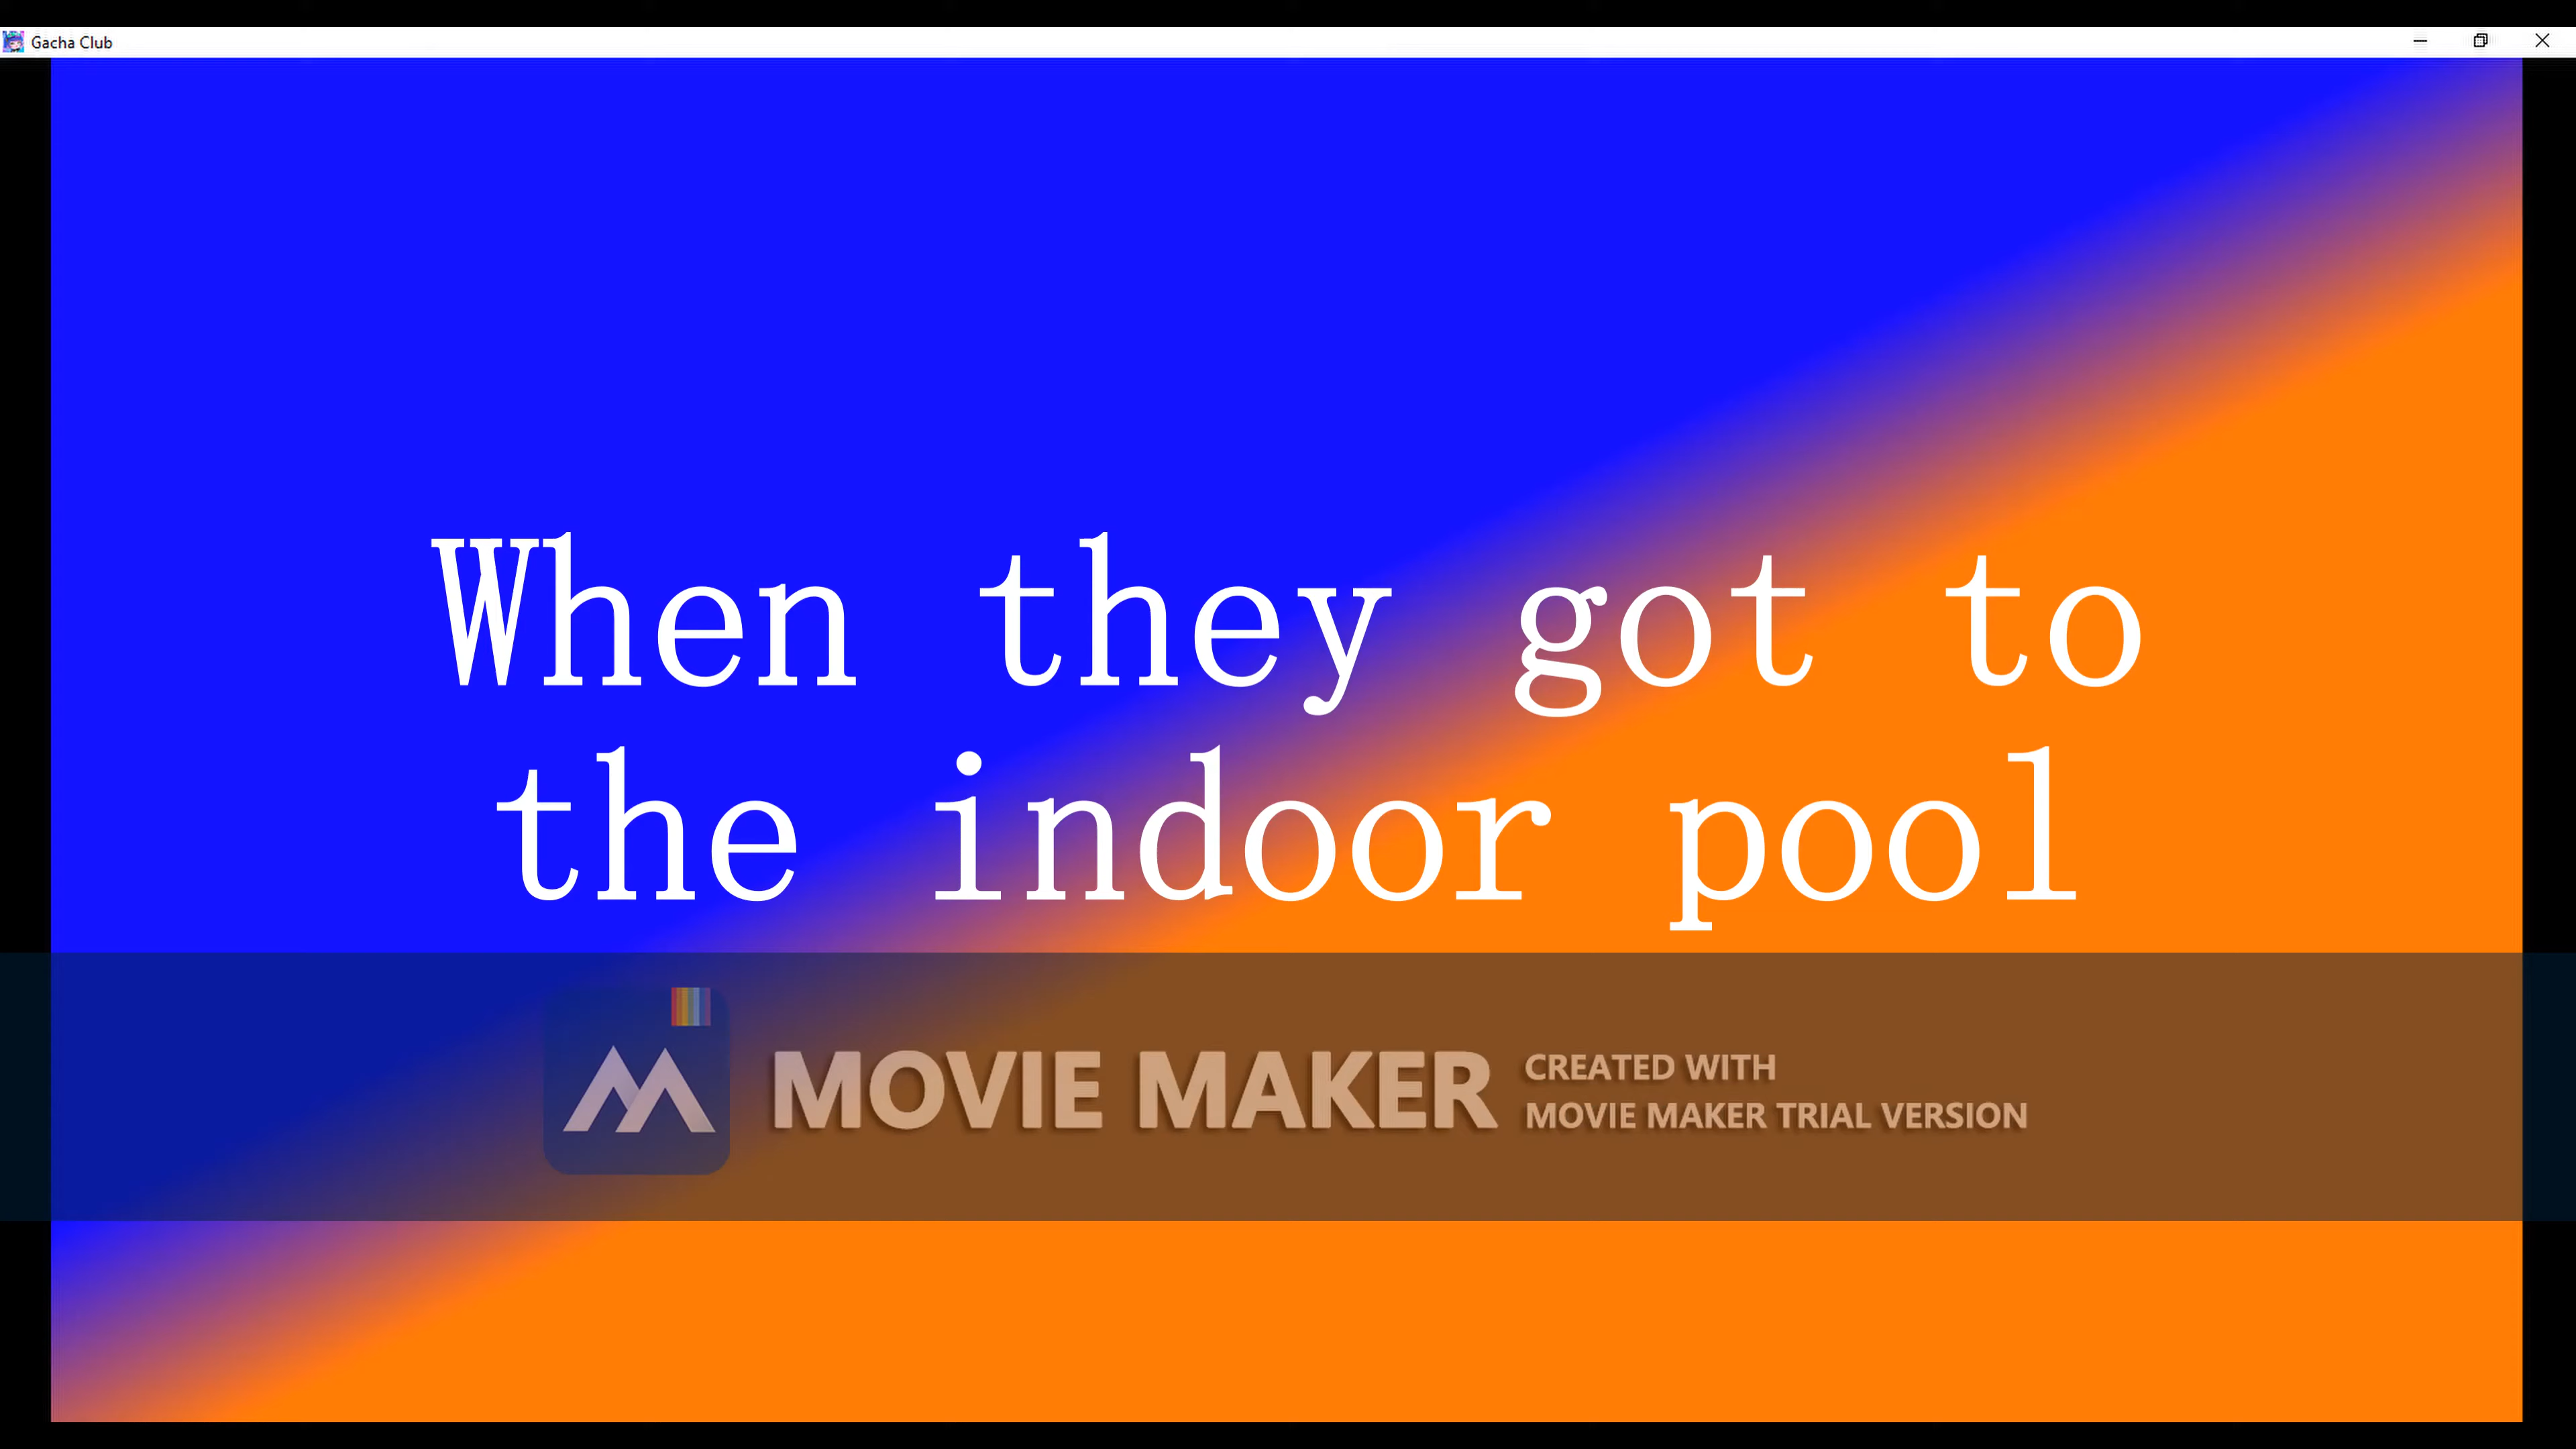 Gacha Club
When they got to
the indoor pool
MOVIE MAKER
CREATED WITH
MOVIE MAKER TRIAL VERSION